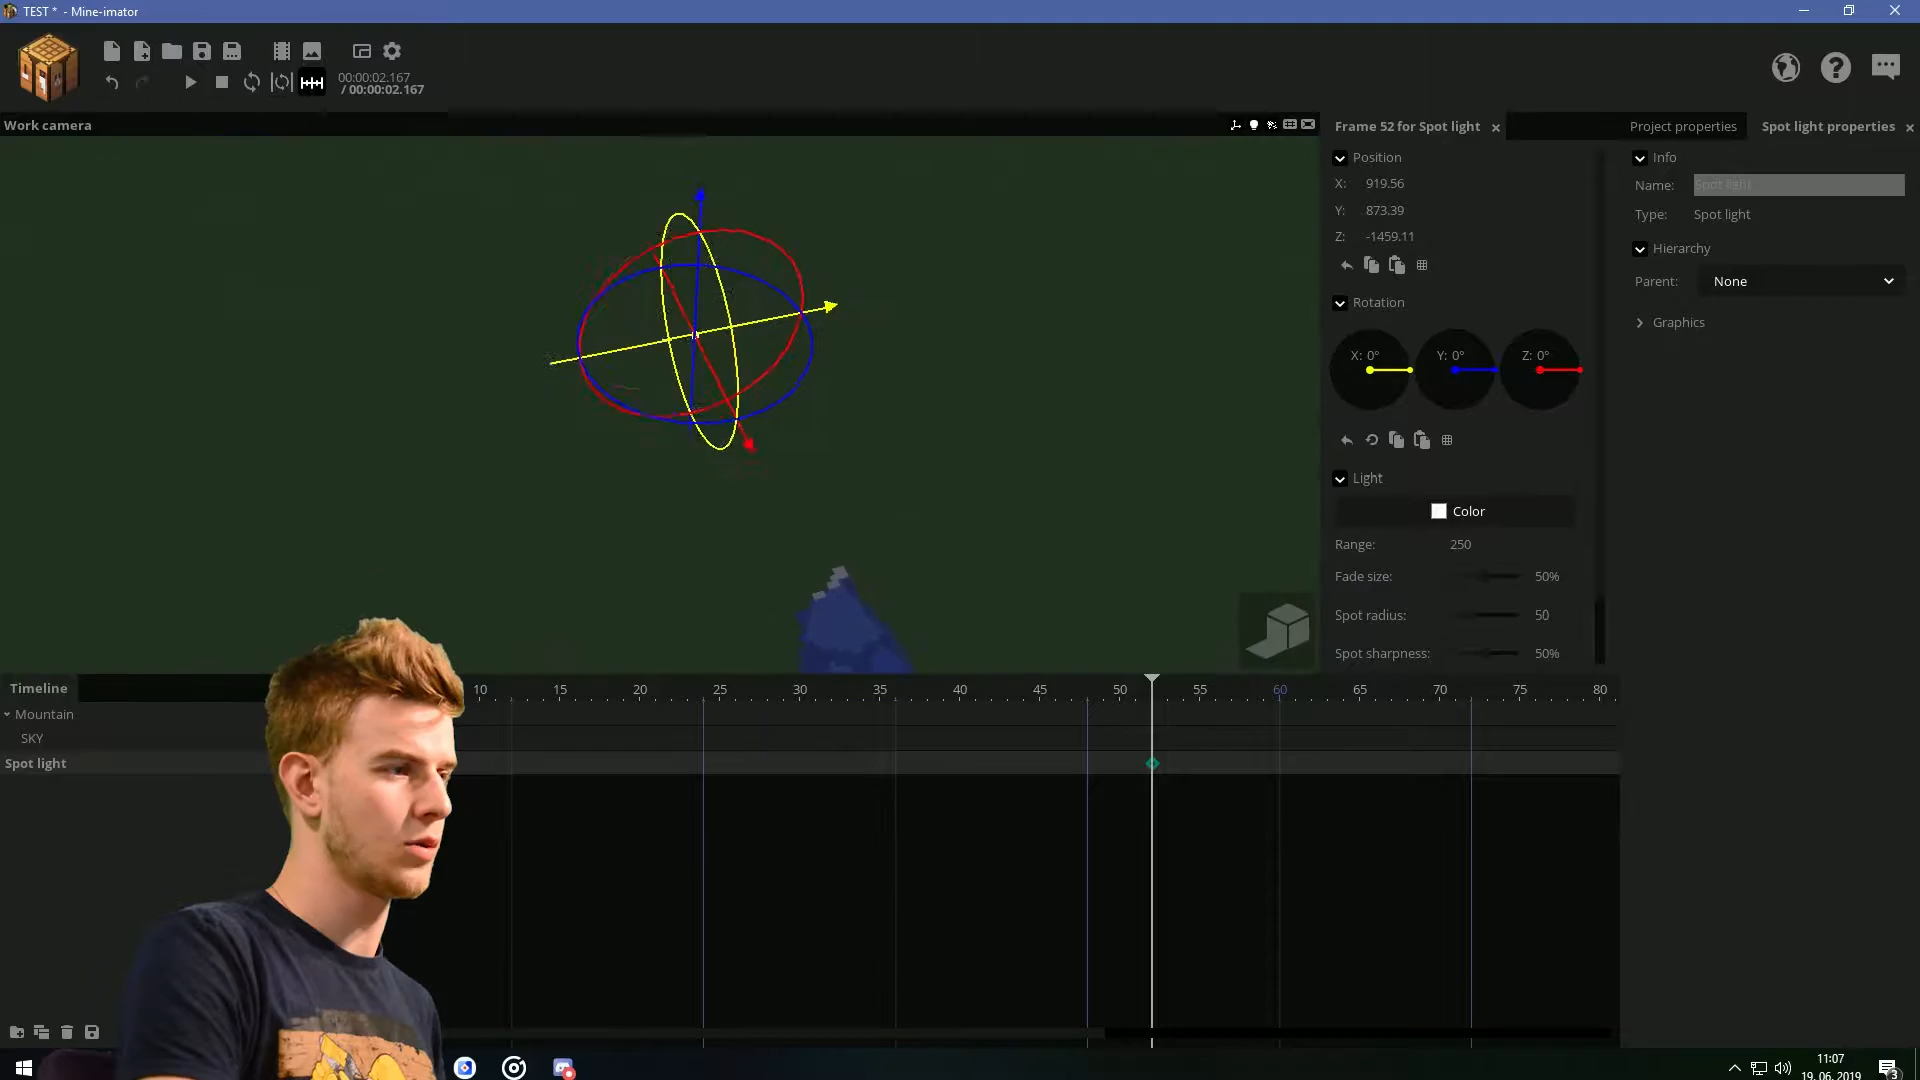 TEST * - Mine-imator
00:00:02.167
/ 00:00:02.167
Work camera
Frame 52 for Spot light
Project properties
Spot light properties
Position
X: 919.56
Y: 873.39
Z: -1459.11
Rotation
X: 0°
Y: 0°
Z: 0°
Light
Color
Range: 250
Fade size: 50%
Spot radius: 50
Spot sharpness: 50%
Info
Name: Spot light
Type: Spot light
Hierarchy
Parent: None
Graphics
Timeline
10 15 20 25 30 35 40 45 50 55 60 65 70 75 80
Mountain
SKY
Spot light
11:07
19. 06. 2019
3